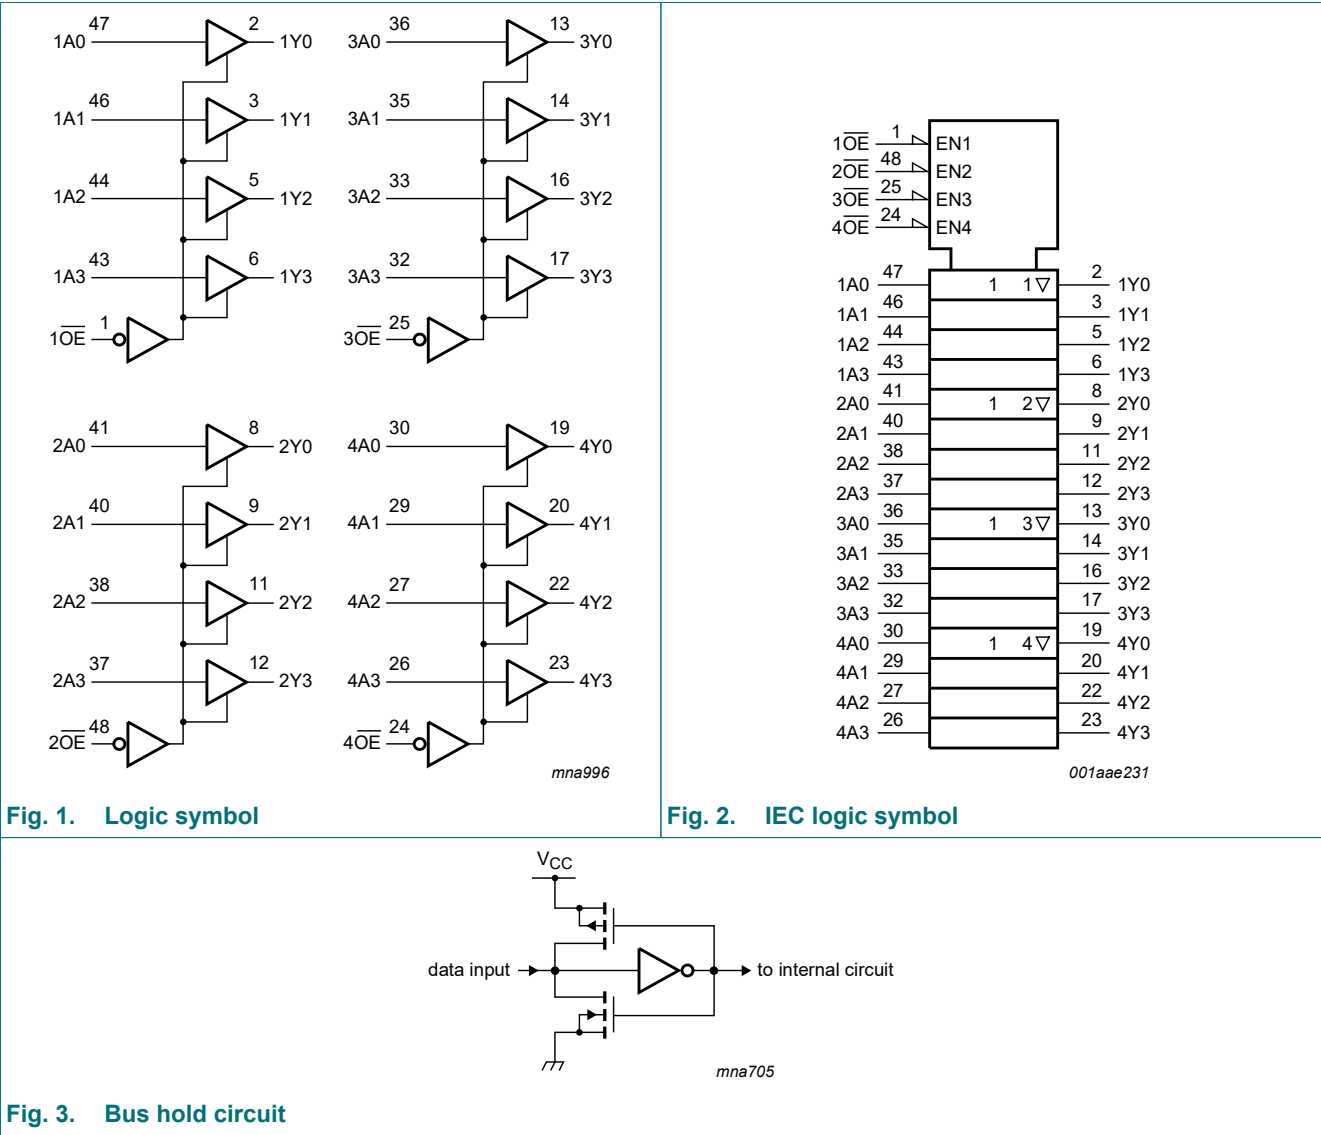 47 2 36 13
1A0 1Y0 3A0 3Y0
46 3 35 14
1A1 1Y1 3A1 3Y1
44 5 33 16
1A2 1Y2 3A2 3Y2
43 6 32 17
1A3 1Y3 3A3 3Y3
1O̅E̅ 1 3O̅E̅ 25
41 8 30 19
2A0 2Y0 4A0 4Y0
40 9 29 20
2A1 2Y1 4A1 4Y1
38 11 27 22
2A2 2Y2 4A2 4Y2
37 12 26 23
2A3 2Y3 4A3 4Y3
2O̅E̅ 48 4O̅E̅ 24
mna996
Fig. 1. Logic symbol
1O̅E̅ 1 EN1
2O̅E̅ 48 EN2
3O̅E̅ 25 EN3
4O̅E̅ 24 EN4
1A0 47 1 1▽ 2 1Y0
1A1 46 3 1Y1
1A2 44 5 1Y2
1A3 43 6 1Y3
2A0 41 1 2▽ 8 2Y0
2A1 40 9 2Y1
2A2 38 11 2Y2
2A3 37 12 2Y3
3A0 36 1 3▽ 13 3Y0
3A1 35 14 3Y1
3A2 33 16 3Y2
3A3 32 17 3Y3
4A0 30 1 4▽ 19 4Y0
4A1 29 20 4Y1
4A2 27 22 4Y2
4A3 26 23 4Y3
001aae231
Fig. 2. IEC logic symbol
VCC
data input to internal circuit
mna705
Fig. 3. Bus hold circuit